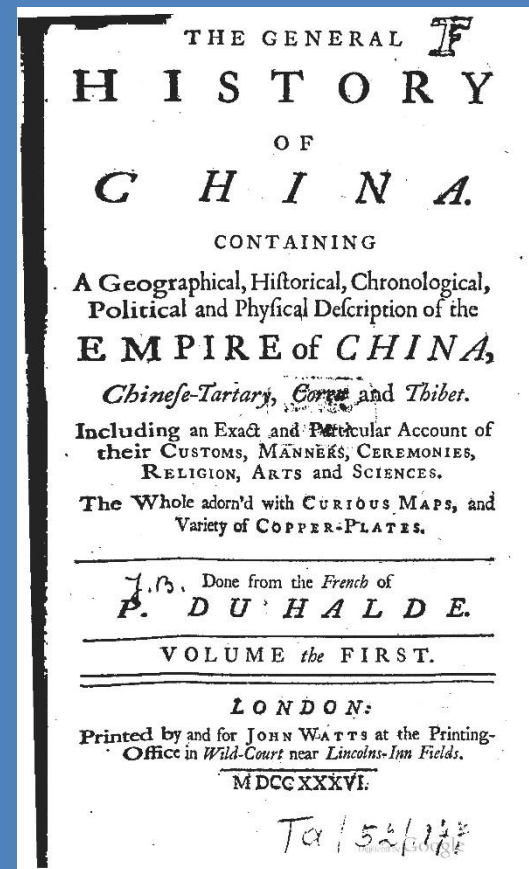 THE GENERAL F
HISTORY
OF
CHINA.
CONTAINING
A Geographical, Hiſtorical, Chronological,
Political and Phyſical Deſcription of the
EMPIRE of CHINA,
Chineſe-Tartary, Corea and Thibet.
Including an Exact and Particular Account of
their CUSTOMS, MANNERS, CEREMONIES,
RELIGION, ARTS and SCIENCES.
The Whole adorn'd with CURIOUS MAPS, and
Variety of COPPER-PLATES.
J.B. Done from the French of
P. DU HALDE.
VOLUME the FIRST.
LONDON:
Printed by and for JOHN WATTS at the Printing-
Office in Wild-Court near Lincolns-Inn Fields.
MDCCXXXVI.
Ta/52/
Google